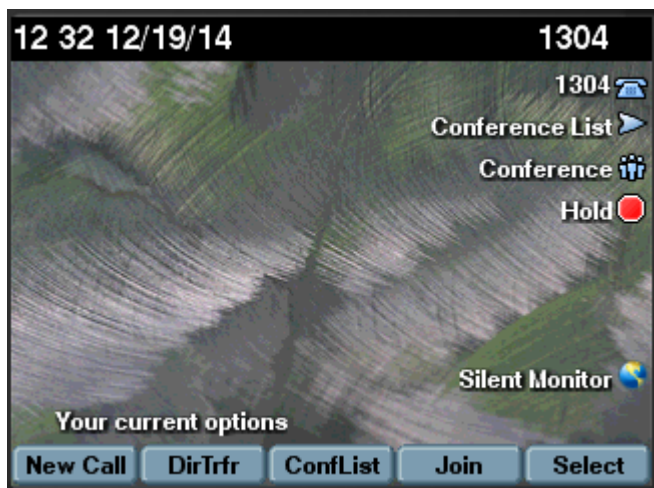 12 32 12/19/14 1304
1304
Conference List
Conference
Hold
Silent Monitor
Your current options
New Call DirTrfr ConfList Join Select